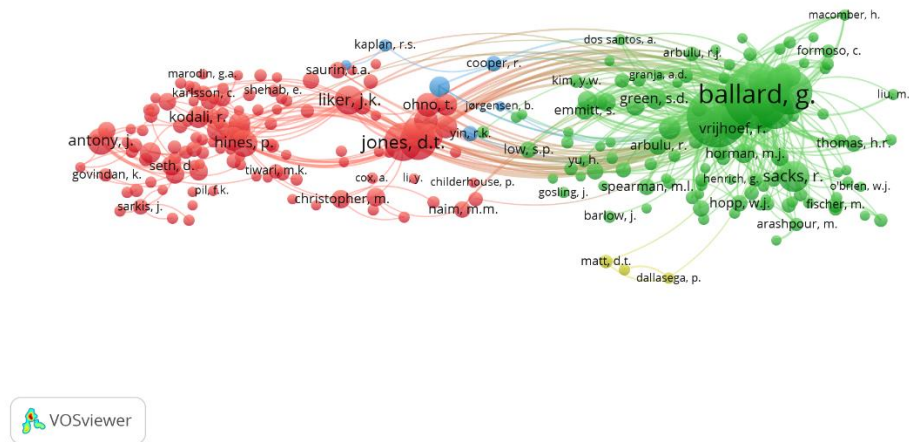 macomber, h.
kaplan, r.s.
dos santos, a.
arbulu, r.j.
formoso, c.
cooper, r.
marodin, g.a.
saurin, t.a.
kim, y.w.
granja, a.d.
karlsson, c.
shehab, e.
liker, j.k.
ohno, t.
jørgensen, b.
emmitt, s.
green, s.d.
ballard, g.
liu, m.
kodali, r.
antony, j.
hines, p.
jones, d.t.
yin, r.k.
low, s.p.
arbulu, r.
vrijhoef, r.
thomas, h.r.
horman, m.j.
govindan, k.
seth, d.
tiwari, m.k.
cox, a.
li, y.
childerhouse, p.
yu, h.
henrich, g.
sacks, r.
pil, f.k.
gosling, j.
spearman, m.l.
o'brien, w.j.
sarkis, j.
christopher, m.
naim, m.m.
barlow, j.
hopp, w.j.
fischer, m.
arashpour, m.
matt, d.t.
dallasega, p.
VOSviewer